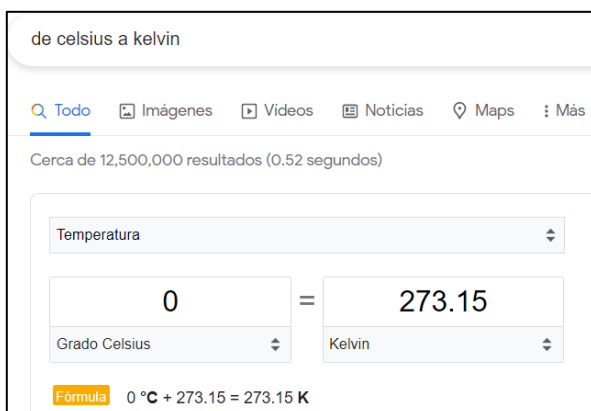 de celsius a kelvin
Todo Imágenes Videos Noticias Maps Más
Cerca de 12,500,000 resultados (0.52 segundos)
Temperatura
0 = 273.15
Grado Celsius Kelvin
Fórmula 0 °C + 273.15 = 273.15 K